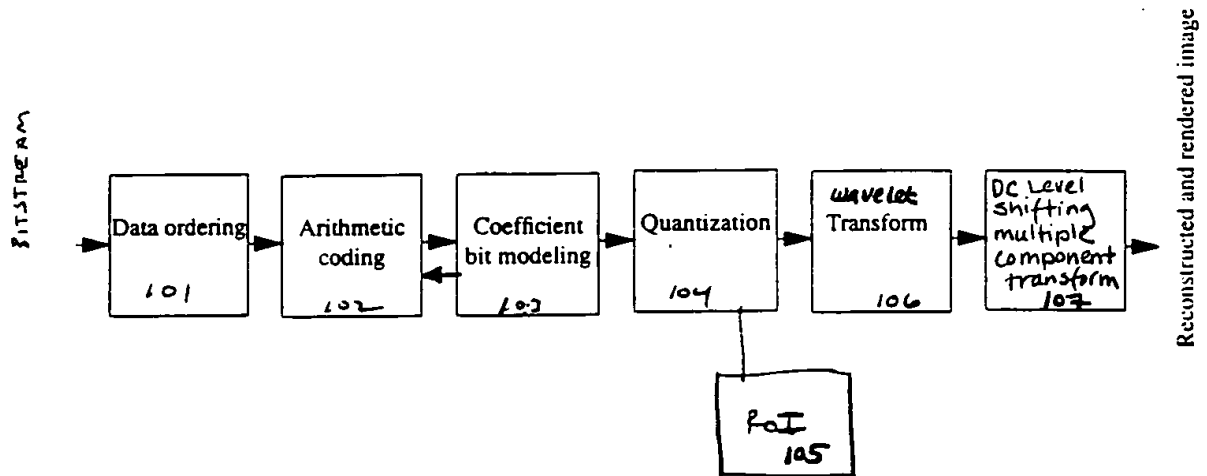 BITSTREAM
Data ordering
101
Arithmetic
coding
102
Coefficient
bit modeling
103
Quantization
104
wavelet
Transform
106
DC Level
shifting
multiple
component
transform
107
Reconstructed and rendered image
RoI
105